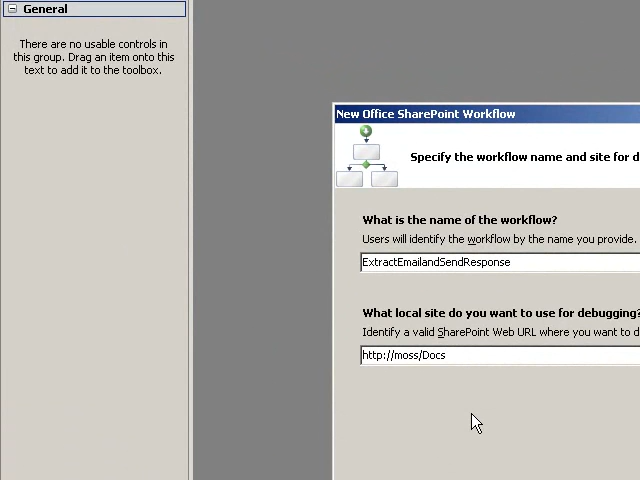 General
There are no usable controls in
this group. Drag an item onto this
text to add it to the toolbox.
New Office SharePoint Workflow
Specify the workflow name and site for d
What is the name of the workflow?
Users will identify the workflow by the name you provide.
ExtractEmailandSendResponse
What local site do you want to use for debugging?
Identify a valid SharePoint Web URL where you want to d
http://moss/Docs